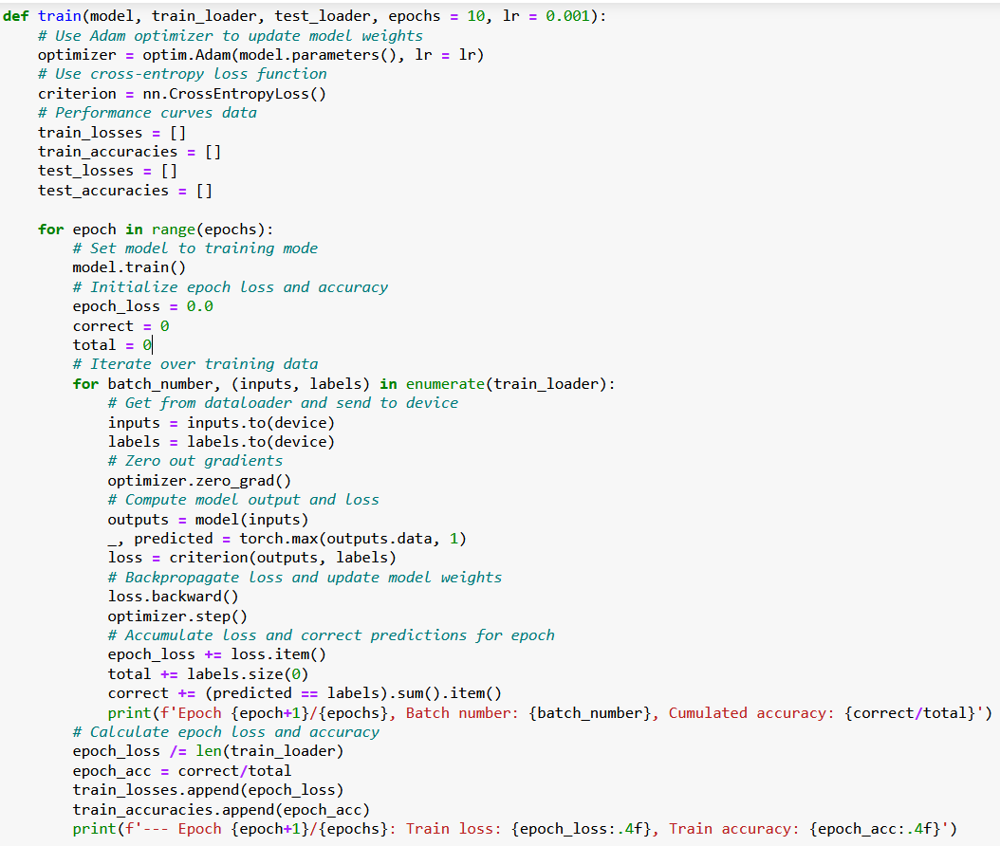 def train(model, train_loader, test_loader, epochs = 10, lr = 0.001):
    # Use Adam optimizer to update model weights
    optimizer = optim.Adam(model.parameters(), lr = lr)
    # Use cross-entropy loss function
    criterion = nn.CrossEntropyLoss()
    # Performance curves data
    train_losses = []
    train_accuracies = []
    test_losses = []
    test_accuracies = []

    for epoch in range(epochs):
        # Set model to training mode
        model.train()
        # Initialize epoch loss and accuracy
        epoch_loss = 0.0
        correct = 0
        total = 0
        # Iterate over training data
        for batch_number, (inputs, labels) in enumerate(train_loader):
            # Get from dataloader and send to device
            inputs = inputs.to(device)
            labels = labels.to(device)
            # Zero out gradients
            optimizer.zero_grad()
            # Compute model output and loss
            outputs = model(inputs)
            _, predicted = torch.max(outputs.data, 1)
            loss = criterion(outputs, labels)
            # Backpropagate loss and update model weights
            loss.backward()
            optimizer.step()
            # Accumulate loss and correct predictions for epoch
            epoch_loss += loss.item()
            total += labels.size(0)
            correct += (predicted == labels).sum().item()
            print(f'Epoch {epoch+1}/{epochs}, Batch number: {batch_number}, Cumulated accuracy: {correct/total}')
        # Calculate epoch loss and accuracy
        epoch_loss /= len(train_loader)
        epoch_acc = correct/total
        train_losses.append(epoch_loss)
        train_accuracies.append(epoch_acc)
        print(f'--- Epoch {epoch+1}/{epochs}: Train loss: {epoch_loss:.4f}, Train accuracy: {epoch_acc:.4f}')